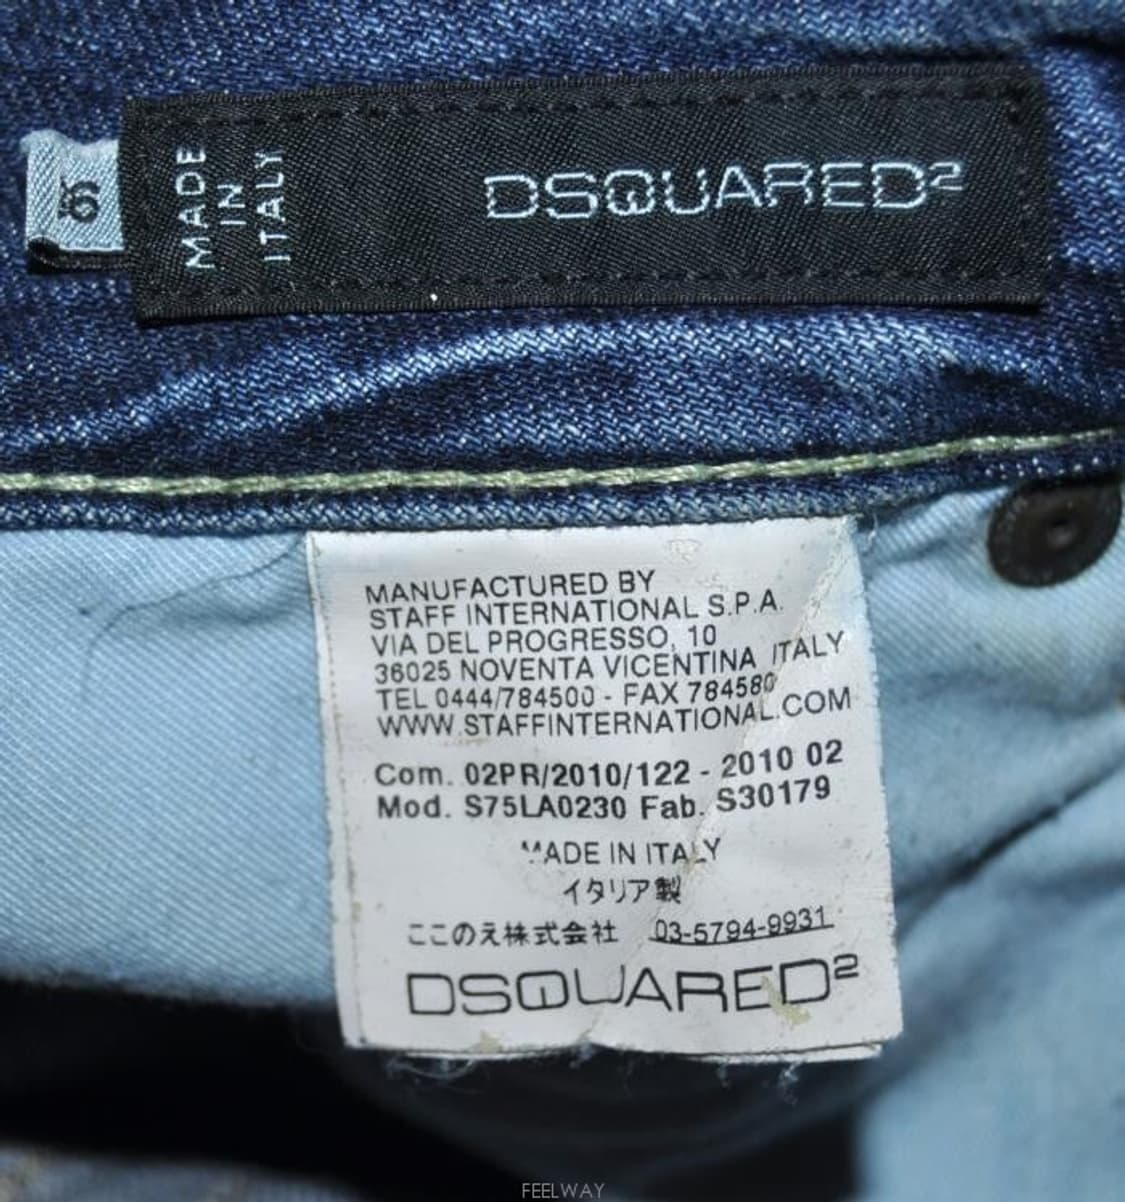 MADE
IN
ITALY
DSQUARED2
MANUFACTURED BY
STAFF INTERNATIONAL S.P.A.
VIA DEL PROGRESSO, 10
36025 NOVENTA VICENTINA ITALY
TEL 0444/784500 - FAX 784580
WWW.STAFFINTERNATIONAL.COM
Com. 02PR/2010/122 - 2010 02
Mod. S75LA0230 Fab. S30179
MADE IN ITALY
イタリア製
ここのえ株式会社 03-5794-9931
DSQUARED2
FEELWAY